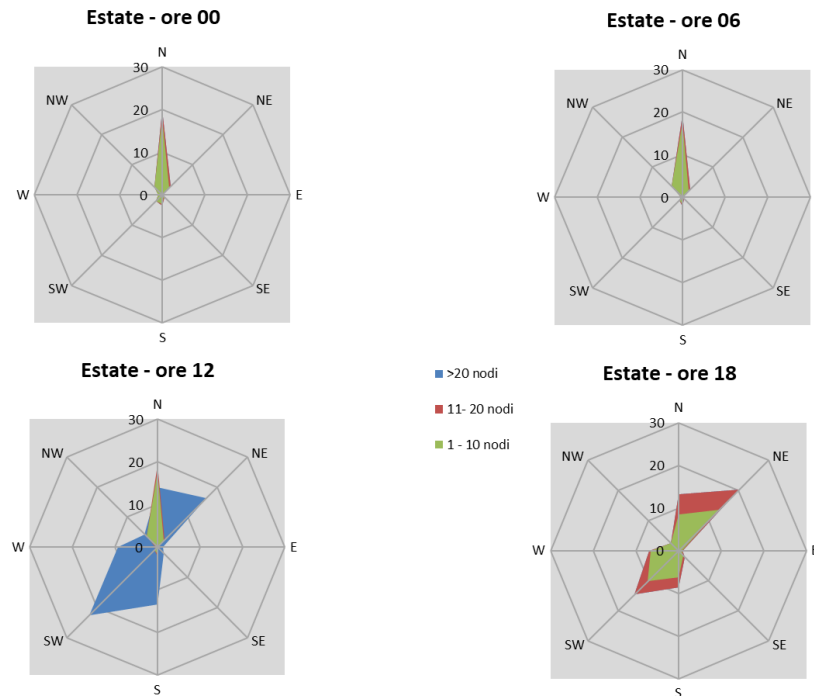 Estate - ore 00
N
30
NW
NE
20
10
W
0
E
SW
SE
S
Estate - ore 06
N
30
NW
NE
20
10
W
0
SW
SE
S
Estate - ore 12
N
30
NW
NE
20
10
W
0
E
SW
SE
S
>20 nodi
11- 20 nodi
1 - 10 nodi
Estate - ore 18
N
30
NW
NE
20
10
W
0
E
SW
SE
S